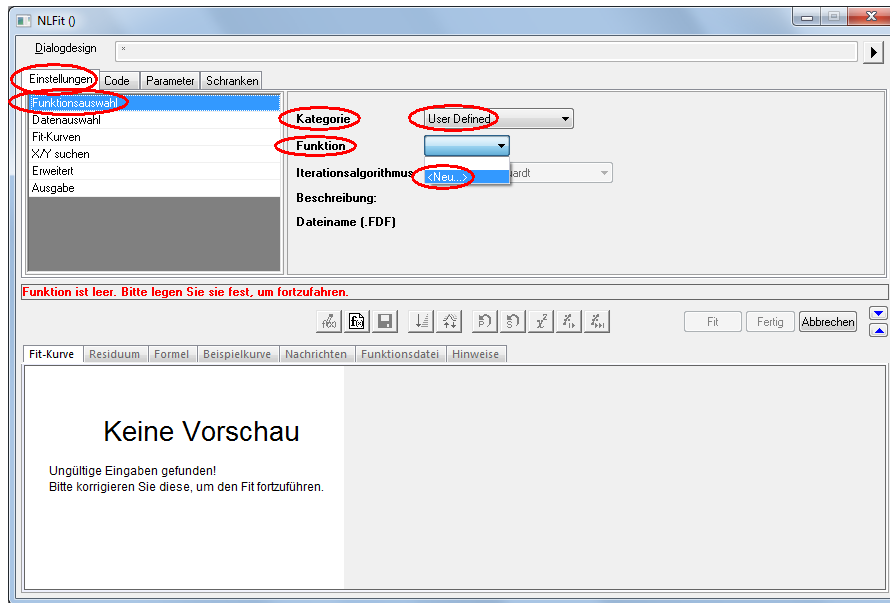 NLFit ()
Dialogdesign *
Einstellungen Code Parameter Schranken
Funktionsauswahl
Datenauswahl
Fit-Kurven
X/Y suchen
Erweitert
Ausgabe
Kategorie User Defined
Funktion
<Neu...>
Iterationsalgorithmus
Beschreibung:
Dateiname (.FDF)
Funktion ist leer. Bitte legen Sie sie fest, um fortzufahren.
Fit Fertig Abbrechen
Fit-Kurve Residuum Formel Beispielkurve Nachrichten Funktionsdatei Hinweise
Keine Vorschau
Ungültige Eingaben gefunden!
Bitte korrigieren Sie diese, um den Fit fortzuführen.